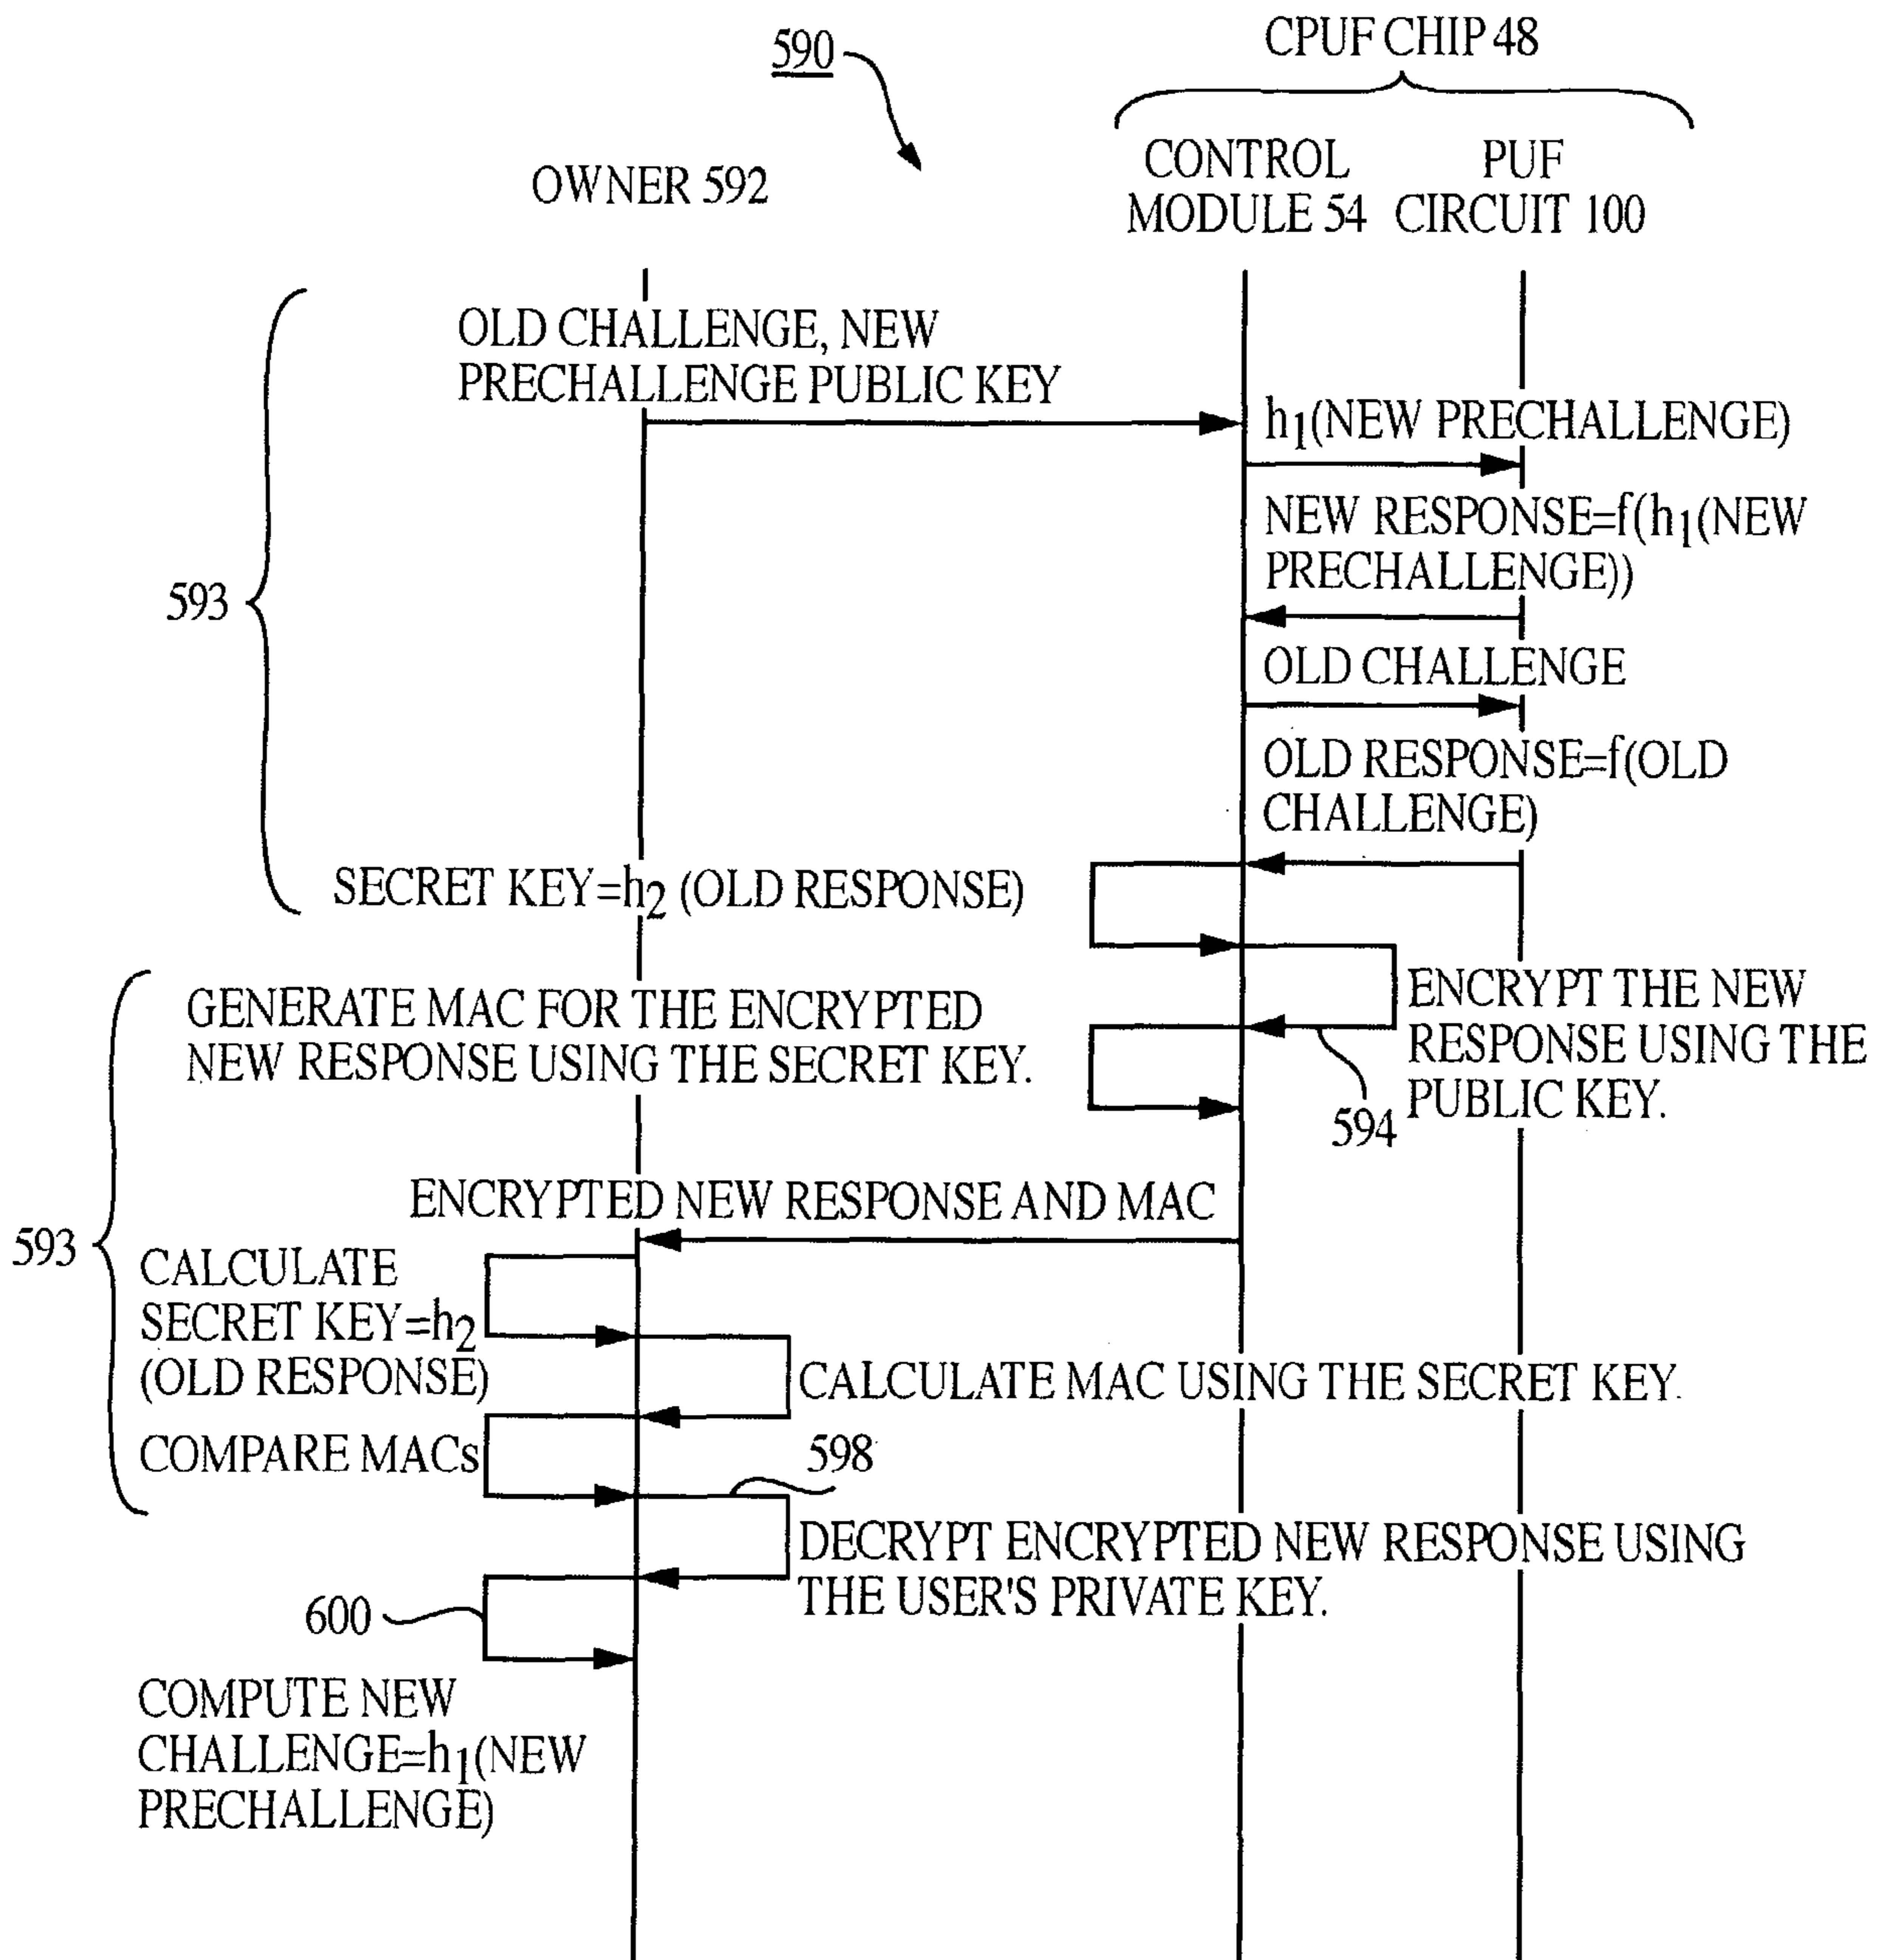 590
CPUF CHIP 48
OWNER 592
CONTROL
MODULE 54
PUF
CIRCUIT 100
OLD CHALLENGE, NEW
PRECHALLENGE PUBLIC KEY
h1(NEW PRECHALLENGE)
NEW RESPONSE=f(h1(NEW
PRECHALLENGE))
593
OLD CHALLENGE
OLD RESPONSE=f(OLD
CHALLENGE)
SECRET KEY=h2 (OLD RESPONSE)
GENERATE MAC FOR THE ENCRYPTED
NEW RESPONSE USING THE SECRET KEY.
ENCRYPT THE NEW
RESPONSE USING THE
PUBLIC KEY.
594
ENCRYPTED NEW RESPONSE AND MAC
593
CALCULATE
SECRET KEY=h2
(OLD RESPONSE)
CALCULATE MAC USING THE SECRET KEY.
COMPARE MACs
598
DECRYPT ENCRYPTED NEW RESPONSE USING
THE USER'S PRIVATE KEY.
600
COMPUTE NEW
CHALLENGE=h1(NEW
PRECHALLENGE)